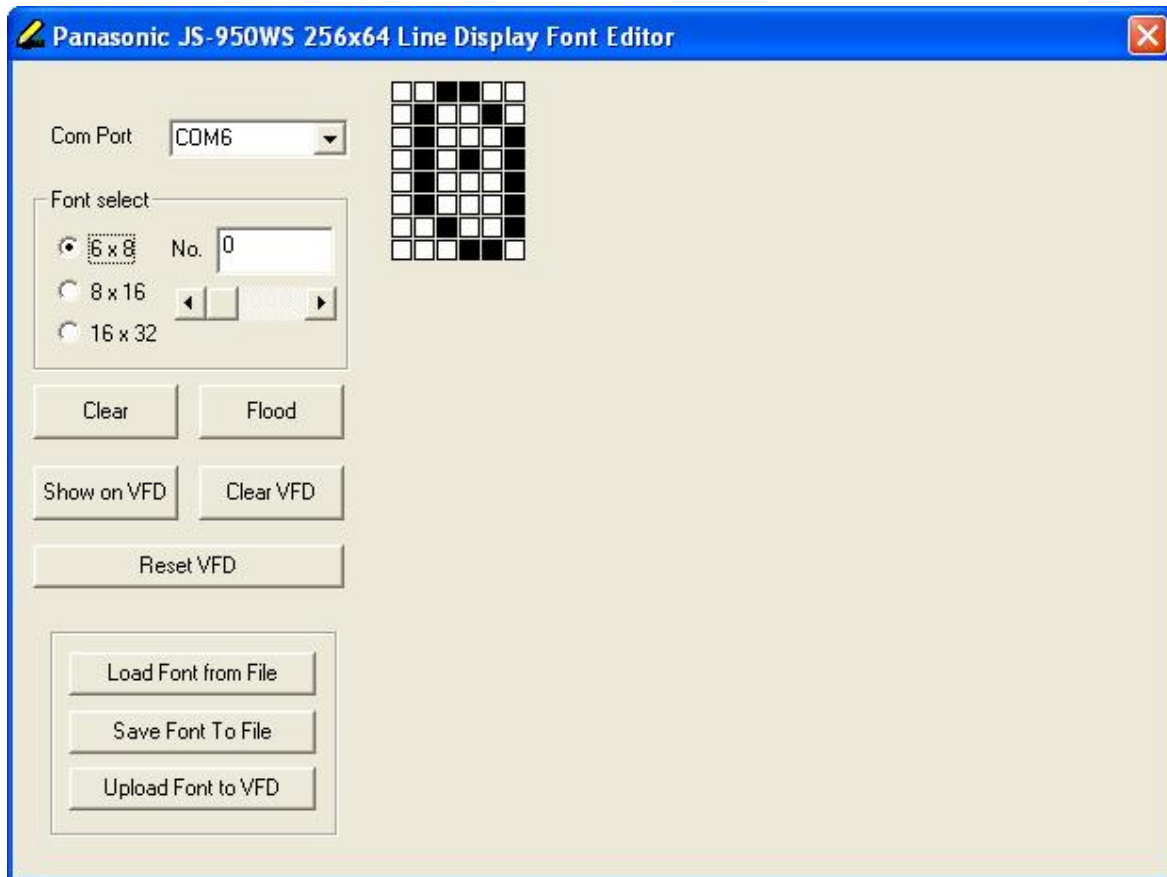 Panasonic JS-950WS 256x64 Line Display Font Editor
Com Port COM6
Font select
6 x 8 No. 0
8 x 16
16 x 32
Clear Flood
Show on VFD Clear VFD
Reset VFD
Load Font from File
Save Font To File
Upload Font to VFD